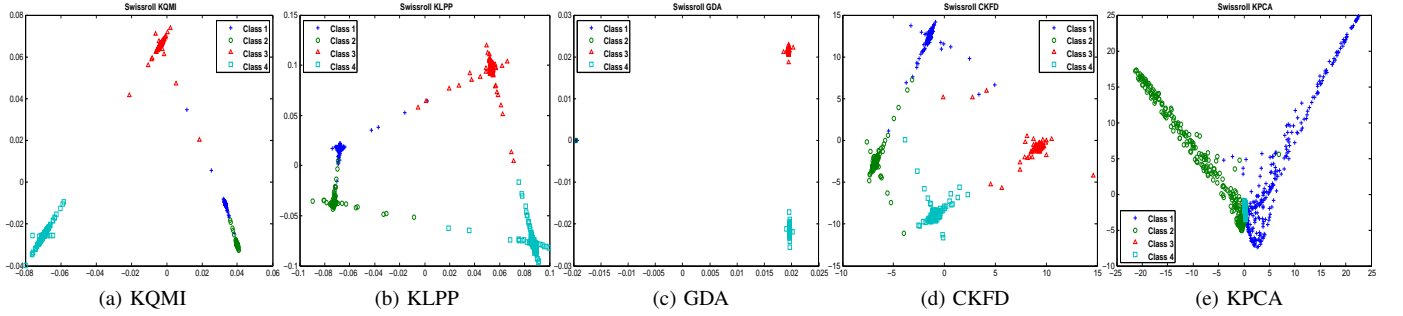 Swissroll KQMI
0.08
0.06
0.04
0.02
0
−0.02
−0.04
−0.08
−0.06
−0.04
−0.02
0
0.02
0.04
0.06
Class 1
Class 2
Class 3
Class 4
(a) KQMI
Swissroll KLPP
0.15
0.1
0.05
0
−0.05
−0.1
−0.1
−0.08
−0.06
−0.04
−0.02
0
0.02
0.04
0.06
0.08
0.1
Class 1
Class 2
Class 3
Class 4
(b) KLPP
Swissroll GDA
0.03
0.02
0.01
0
−0.01
−0.02
−0.03
−0.02
−0.015
−0.01
−0.005
0
0.005
0.01
0.015
0.02
0.025
Class 1
Class 2
Class 3
Class 4
(c) GDA
Swissroll CKFD
15
10
5
0
−5
−10
−15
−10
−5
0
5
10
15
Class 1
Class 2
Class 3
Class 4
(d) CKFD
Swissroll KPCA
25
20
15
10
5
0
−5
−10
−25
−20
−15
−10
−5
0
5
10
15
20
25
Class 1
Class 2
Class 3
Class 4
(e) KPCA